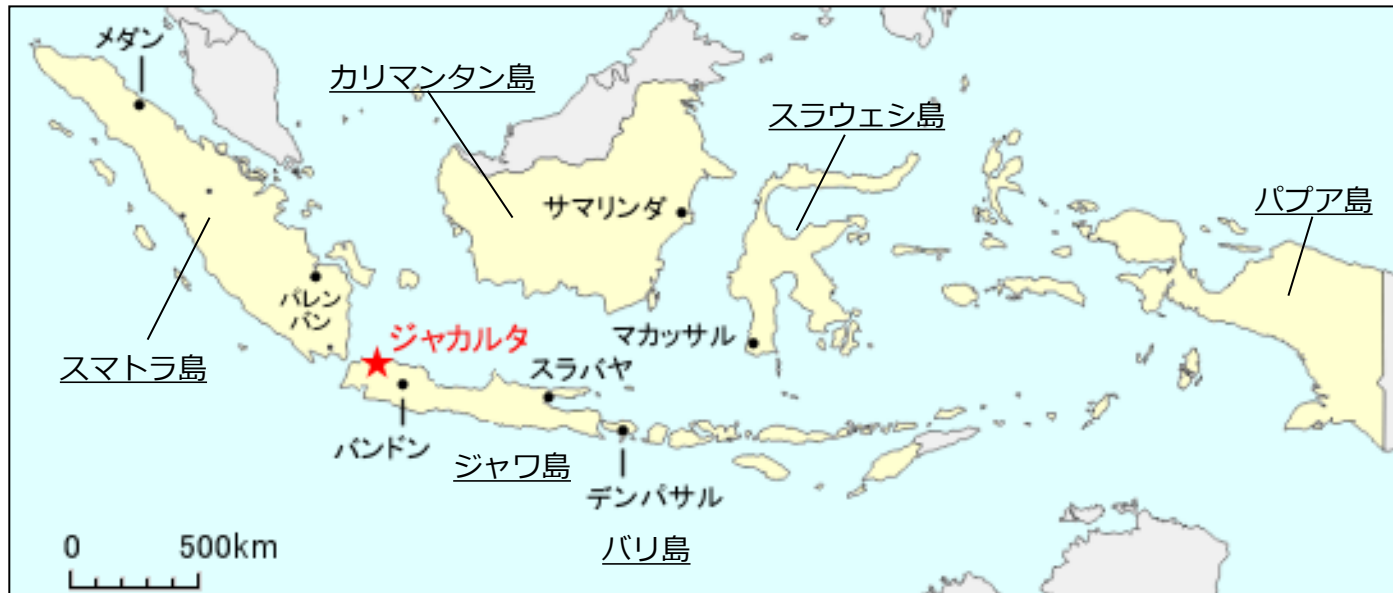 メダン
カリマンタン島
スラウェシ島
サマリンダ
パプア島
パレン
バン
スマトラ島
ジャカルタ
マカッサル
スラバヤ
バンドン
ジャワ島
デンパサル
バリ島
0 500km